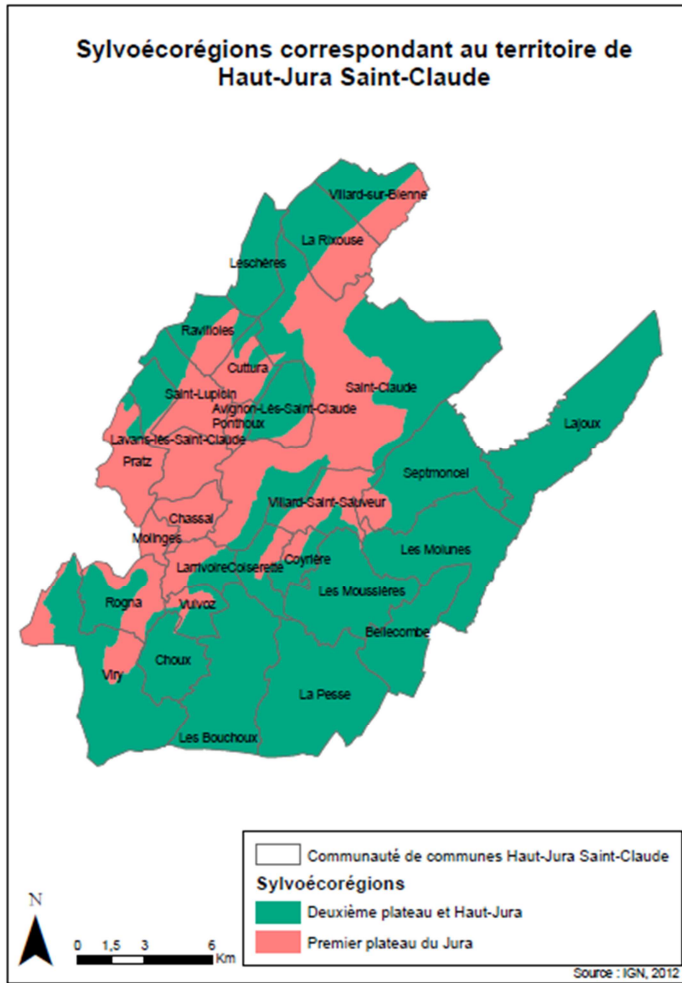 Sylvoécorégions correspondant au territoire de
Haut-Jura Saint-Claude
Villard-sur-Bienne
La Rixouse
Leschères
Ravilloles
Cuttura
Saint-Claude
Saint-Lupicin
Lajoux
Avignon-Lès-Saint-Claude
Ponthoux
Lavans-lès-Saint-Claude
Pratz
Septmoncel
Villard-Saint-Sauveur
Chassal
Molinges
Les Molunes
Coyrière
Larrivoire
Coiserette
Les Moussières
Rogna
Vulvoz
Bellecombe
Choux
Viry
La Pesse
Les Bouchoux
Communauté de communes Haut-Jura Saint-Claude
Sylvoécorégions
Deuxième plateau et Haut-Jura
Premier plateau du Jura
N
0 1,5 3 6
Km
Source : IGN, 2012